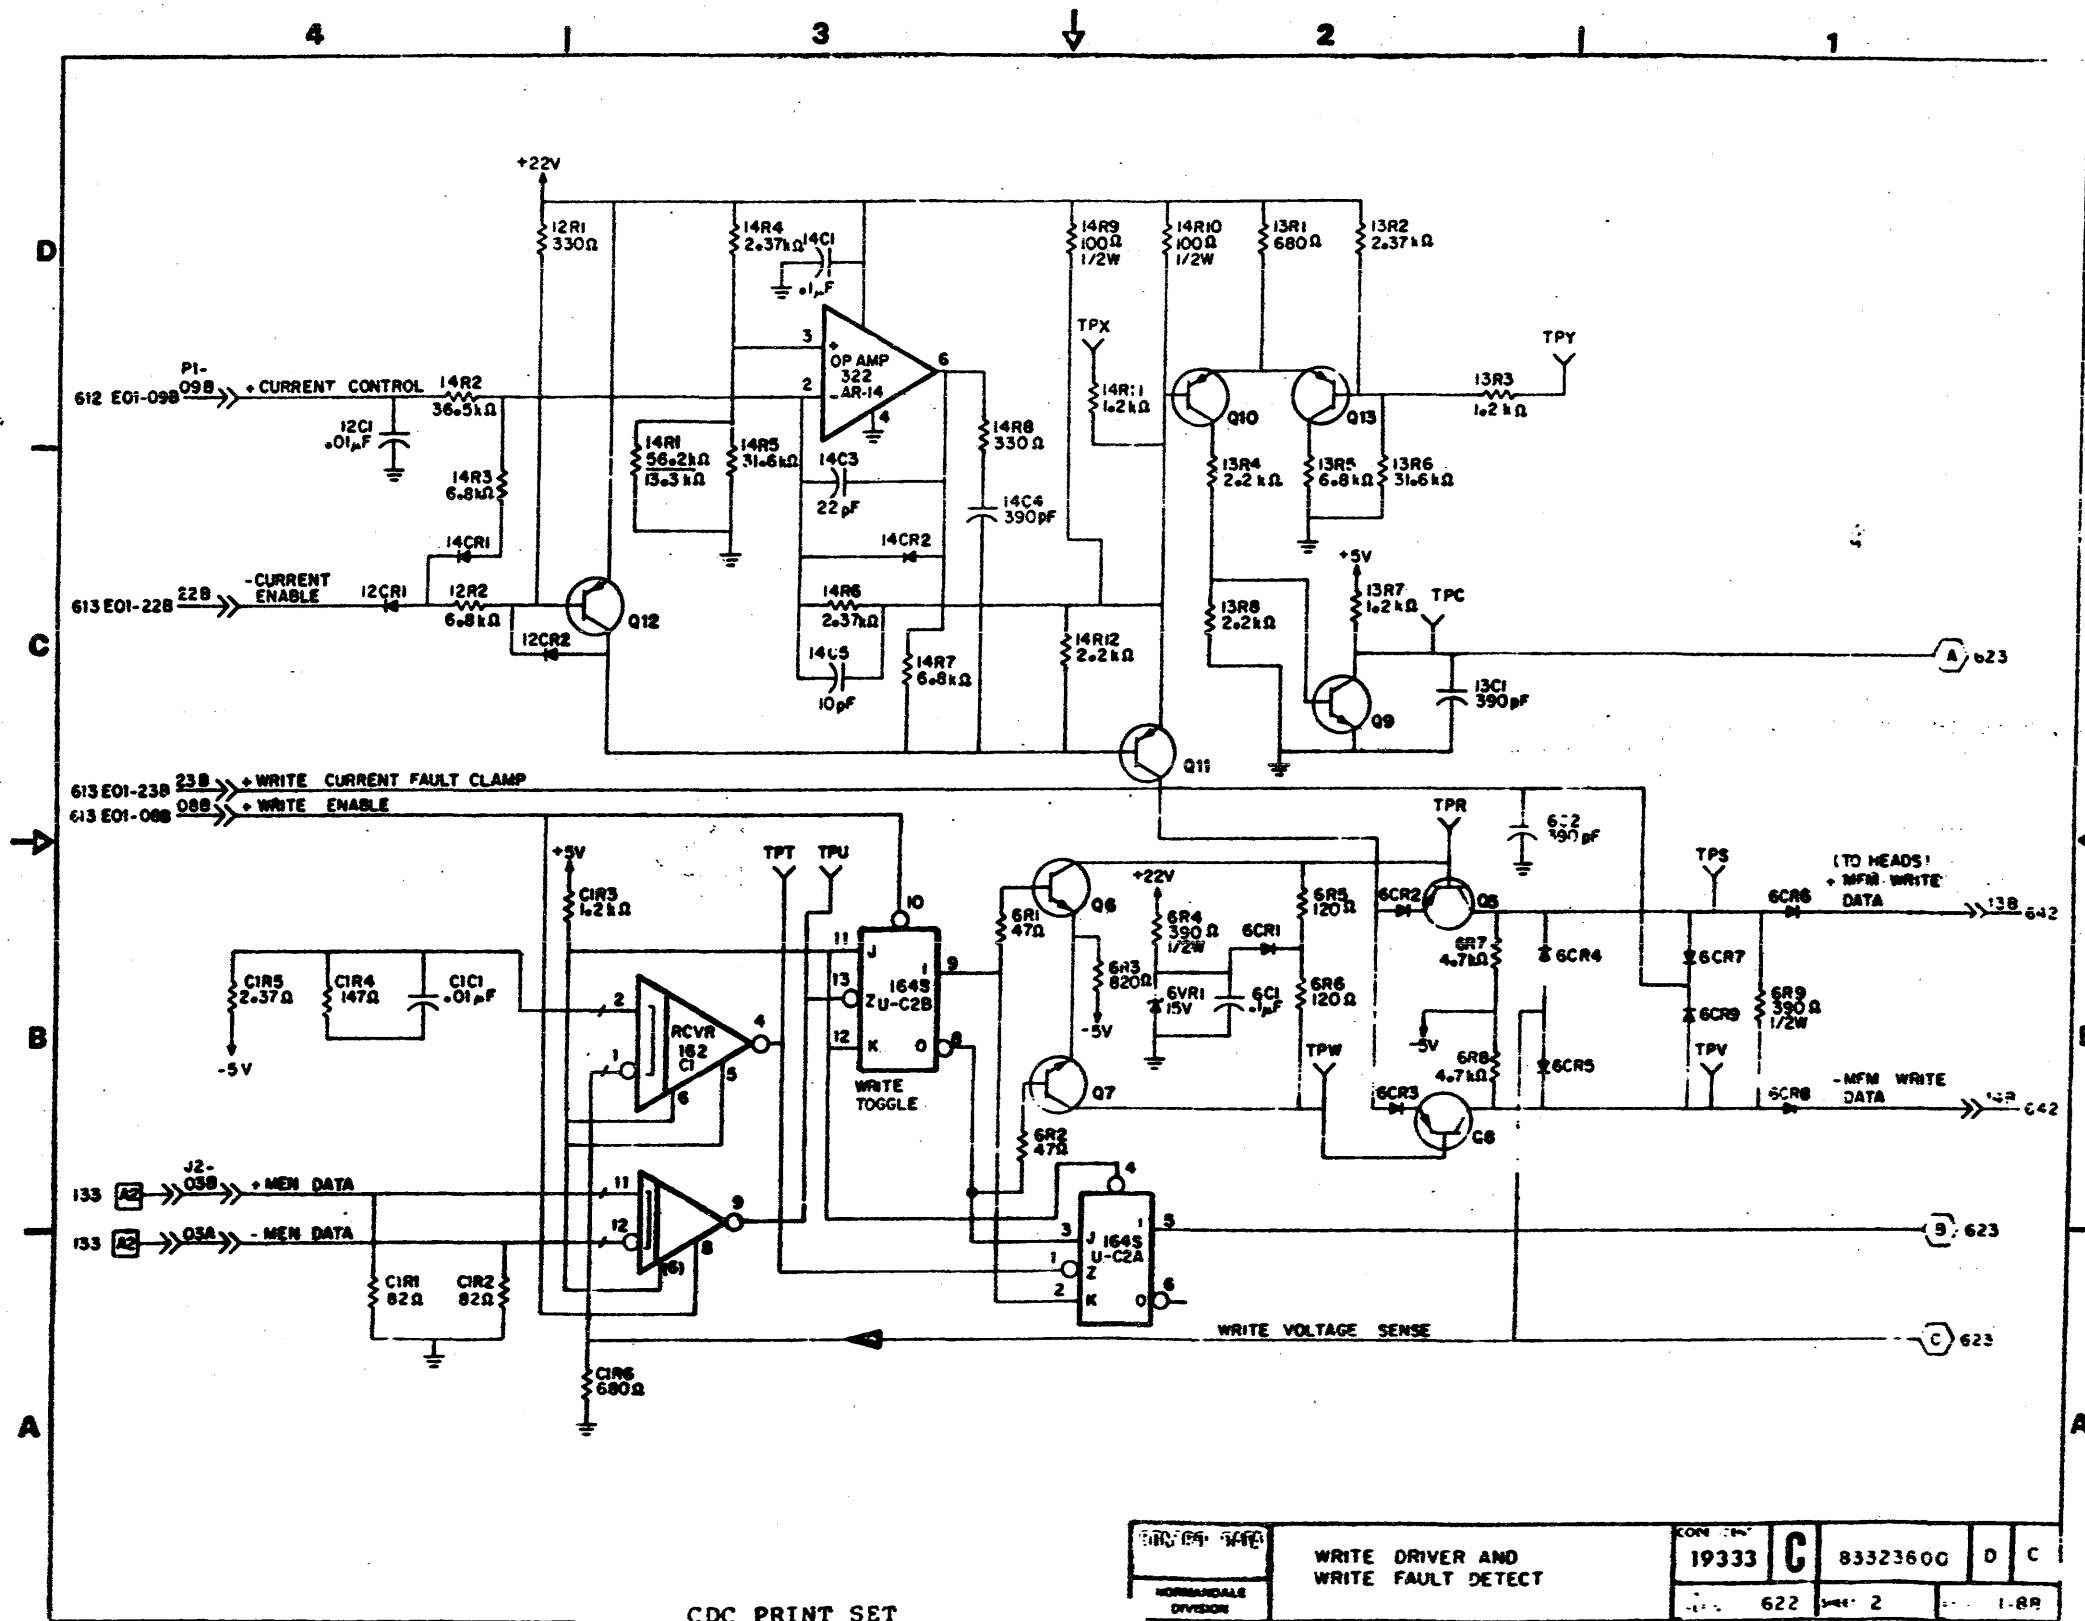 4 3 2 1
D
C
B
A
+22V
12R1
330Ω
14R4
2.37kΩ
14C1
.1µF
14R9
100Ω
1/2W
14R10
100Ω
1/2W
13R1
680Ω
13R2
2.37kΩ
P1-
612 E01-09B 09B + CURRENT CONTROL
14R2
36.5kΩ
12C1
.01µF
14R3
6.8kΩ
14CR1
3
+
OP AMP
322
AR-14
2
-
6
4
TPX
14R11
1.2kΩ
Q10
Q13
13R3
1.2kΩ
TPY
14R1
56.2kΩ
13.3kΩ
14R5
31.6kΩ
14C3
22pF
14R8
330Ω
14C4
390pF
14CR2
13R4
2.2kΩ
13R5
6.8kΩ
13R6
31.6kΩ
613 E01-22B 22B - CURRENT
ENABLE
12CR1
12R2
6.8kΩ
Q12
12CR2
14R6
2.37kΩ
14C5
10pF
14R7
6.8kΩ
14R12
2.2kΩ
13R8
2.2kΩ
+5V
13R7
1.2kΩ
TPC
A 623
13C1
390pF
Q9
Q11
613 E01-23B 23B + WRITE CURRENT FAULT CLAMP
613 E01-08B 08B + WRITE ENABLE
+5V
C1R3
1.2kΩ
TPT TPU
10
11 J
13 Z
12 K
1 9
164S
U-C2B
0 8
WRITE
TOGGLE
6R1
47Ω
Q6
+22V
6R4
390Ω
1/2W
6R3
820Ω
-5V
6VR1
15V
6C1
.1µF
6CR1
6R5
120Ω
6R6
120Ω
TPR
6C2
390pF
6CR2
Q5
TPS
6CR6
(TO HEADS)
+ MFM WRITE
DATA
13B 642
6R7
4.7kΩ
6CR4
6CR7
6R9
390Ω
1/2W
6CR9
-5V
6R8
4.7kΩ
6CR5
TPV
TPW
6CR3
Q8
6CR8
- MFM WRITE
DATA
642
C1R5
2.37Ω
C1R4
147Ω
C1C1
.01µF
-5V
2
RCVR
162
C1
4
1
5
6
Q7
6R2
47Ω
133 A2 J2-
03B + MEN DATA
133 A2 03A - MEN DATA
11
12
9
8
(6)
C1R1
82Ω
C1R2
82Ω
4
3 J
1 Z
2 K
1 5
164S
U-C2A
0 6
B 623
WRITE VOLTAGE SENSE
C 623
C1R6
680Ω
NORMANDALE
DIVISION
WRITE DRIVER AND
WRITE FAULT DETECT
19333 C 83323600 D C
622 2 1-88
CDC PRINT SET